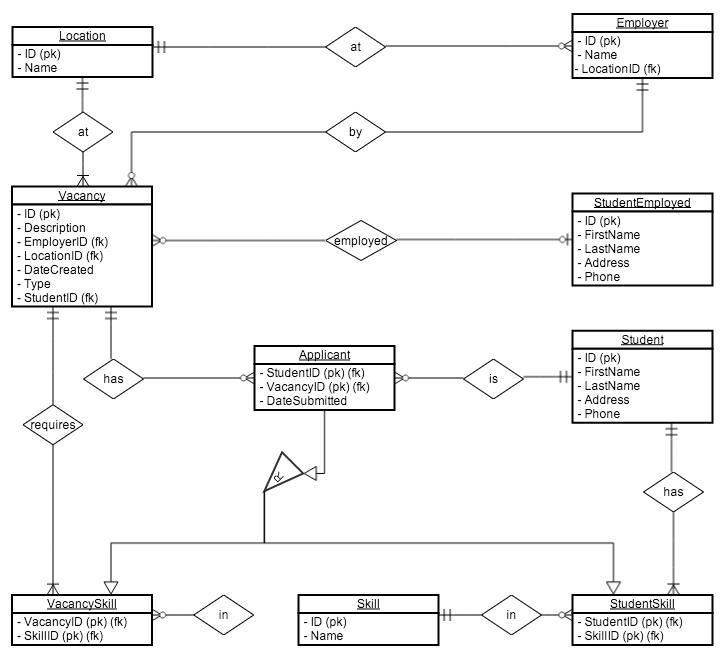 Location
- ID (pk)
- Name
at
Employer
- ID (pk)
- Name
- LocationID (fk)
at
by
Vacancy
- ID (pk)
- Description
- EmployerID (fk)
- LocationID (fk)
- DateCreated
- Type
- StudentID (fk)
employed
StudentEmployed
- ID (pk)
- FirstName
- LastName
- Address
- Phone
has
Applicant
- StudentID (pk) (fk)
- VacancyID (pk) (fk)
- DateSubmitted
is
Student
- ID (pk)
- FirstName
- LastName
- Address
- Phone
requires
R
has
VacancySkill
- VacancyID (pk) (fk)
- SkillID (pk) (fk)
in
Skill
- ID (pk)
- Name
in
StudentSkill
- StudentID (pk) (fk)
- SkillID (pk) (fk)